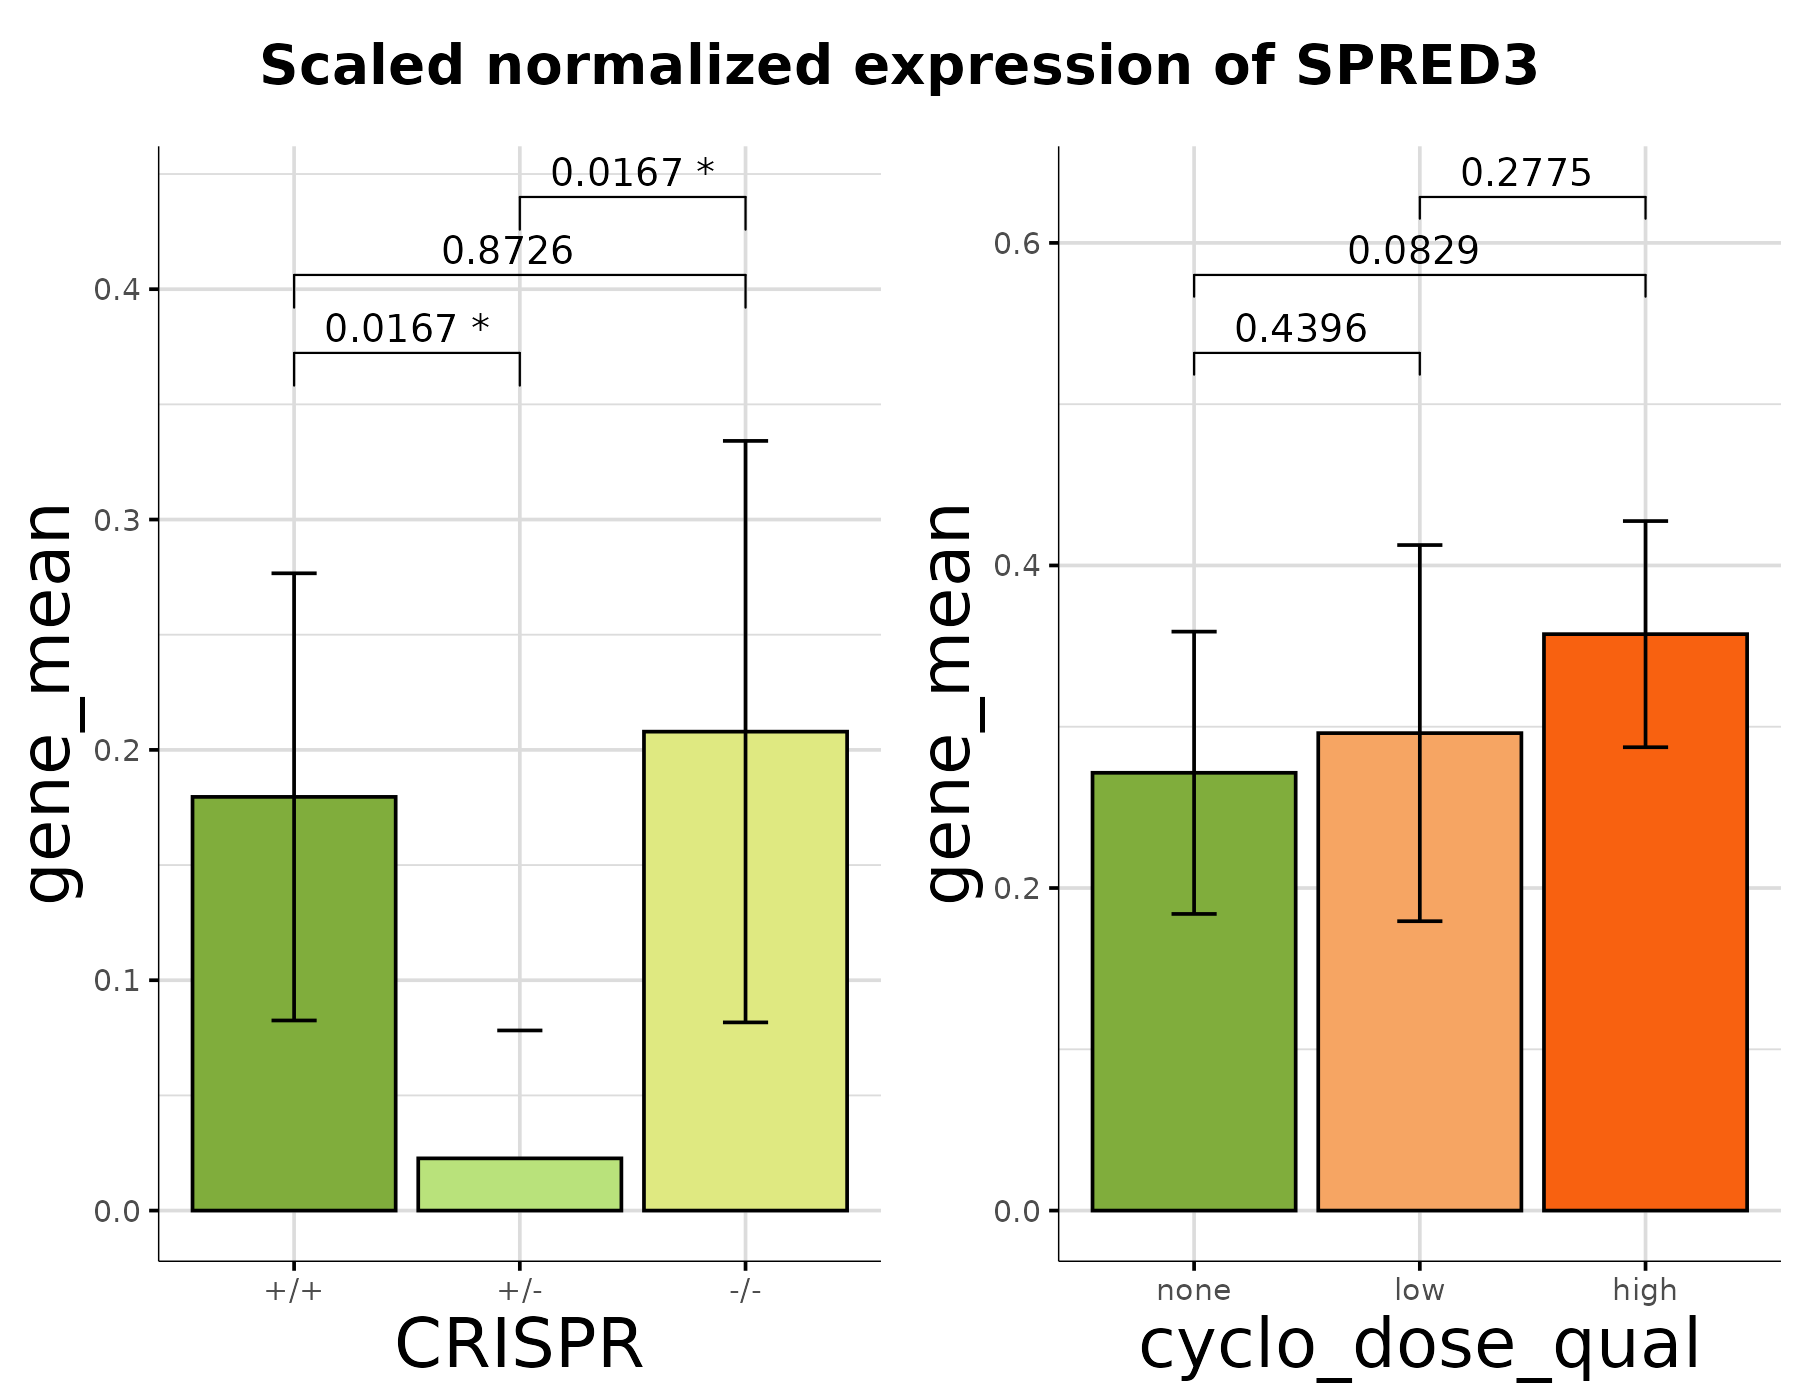 Scaled normalized expression of SPRED3
gene_mean
0.4
0.3
0.2
0.1
0.0
0.0167 *
0.8726
0.0167 *
+/+
+/-
-/-
CRISPR
gene_mean
0.6
0.4
0.2
0.0
0.2775
0.0829
0.4396
none
low
high
cyclo_dose_qual